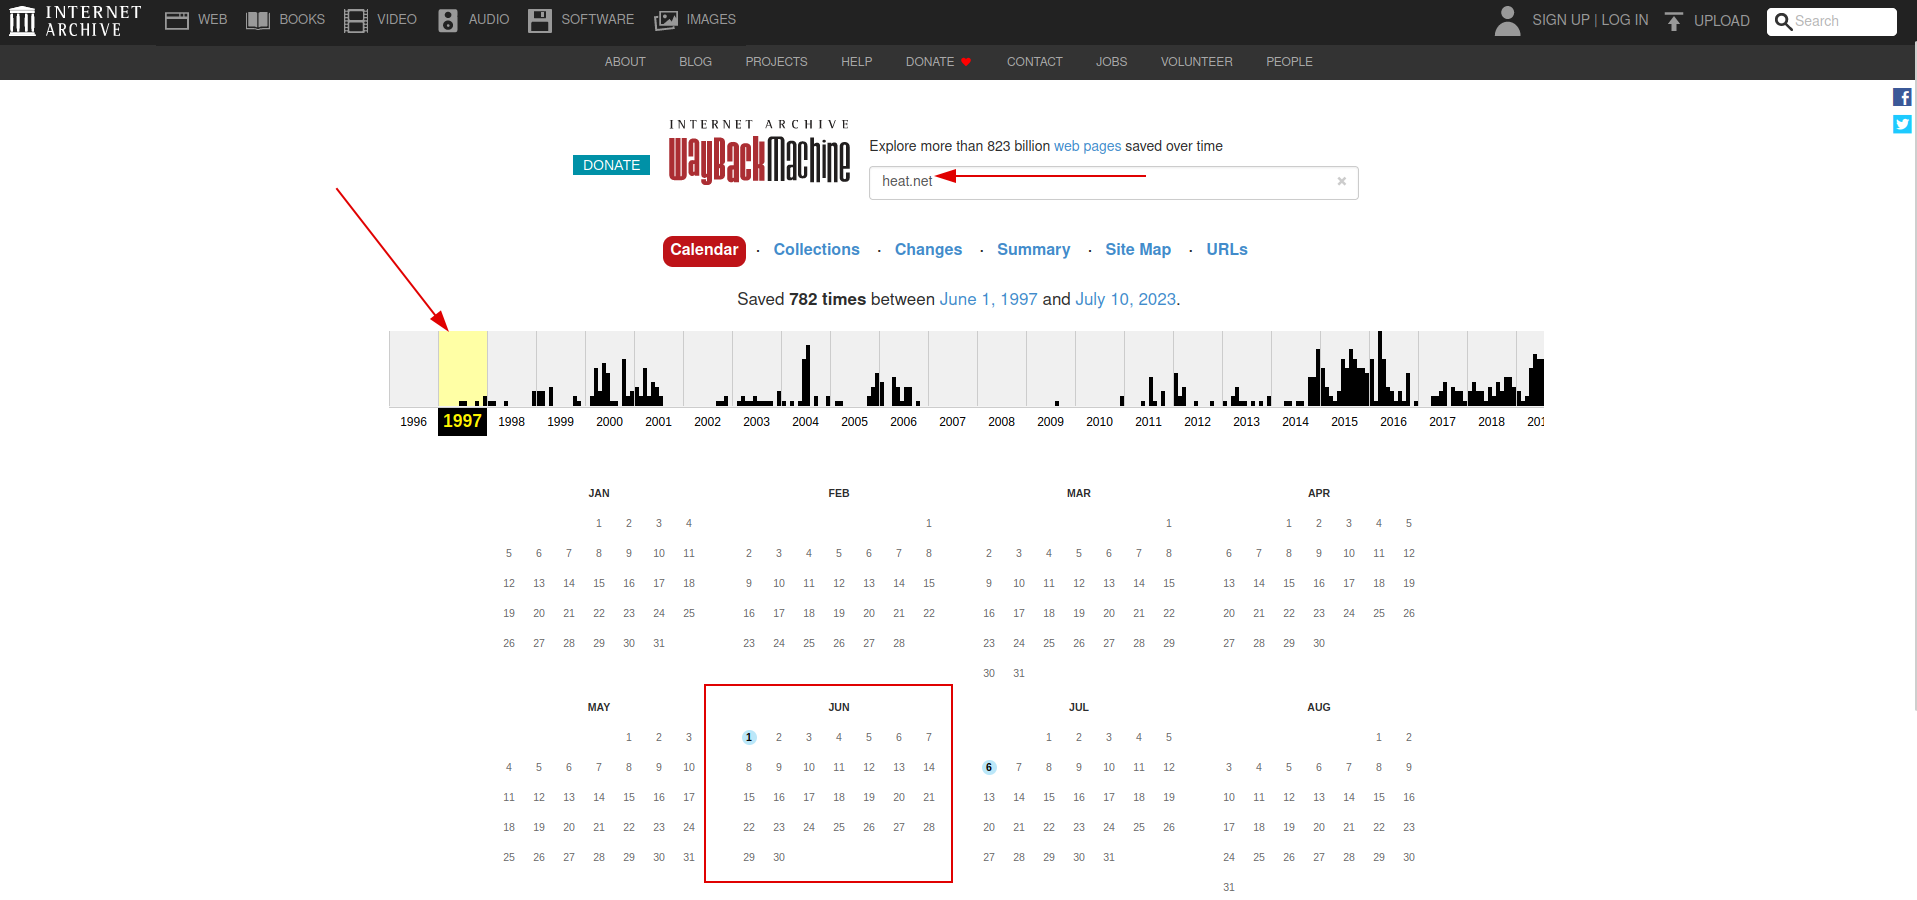 INTERNET ARCHIVE
WEB BOOKS VIDEO AUDIO SOFTWARE IMAGES SIGN UP | LOG IN UPLOAD Search
ABOUT BLOG PROJECTS HELP DONATE CONTACT JOBS VOLUNTEER PEOPLE
DONATE
INTERNET ARCHIVE
WayBackMachine
Explore more than 823 billion web pages saved over time
heat.net ×
Calendar · Collections · Changes · Summary · Site Map · URLs
Saved 782 times between June 1, 1997 and July 10, 2023.
1996 1997 1998 1999 2000 2001 2002 2003 2004 2005 2006 2007 2008 2009 2010 2011 2012 2013 2014 2015 2016 2017 2018 201
JAN
1 2 3 4
5 6 7 8 9 10 11
12 13 14 15 16 17 18
19 20 21 22 23 24 25
26 27 28 29 30 31
FEB
1
2 3 4 5 6 7 8
9 10 11 12 13 14 15
16 17 18 19 20 21 22
23 24 25 26 27 28
MAR
1
2 3 4 5 6 7 8
9 10 11 12 13 14 15
16 17 18 19 20 21 22
23 24 25 26 27 28 29
30 31
APR
1 2 3 4 5
6 7 8 9 10 11 12
13 14 15 16 17 18 19
20 21 22 23 24 25 26
27 28 29 30
MAY
1 2 3
4 5 6 7 8 9 10
11 12 13 14 15 16 17
18 19 20 21 22 23 24
25 26 27 28 29 30 31
JUN
1 2 3 4 5 6 7
8 9 10 11 12 13 14
15 16 17 18 19 20 21
22 23 24 25 26 27 28
29 30
JUL
1 2 3 4 5
6 7 8 9 10 11 12
13 14 15 16 17 18 19
20 21 22 23 24 25 26
27 28 29 30 31
AUG
1 2
3 4 5 6 7 8 9
10 11 12 13 14 15 16
17 18 19 20 21 22 23
24 25 26 27 28 29 30
31